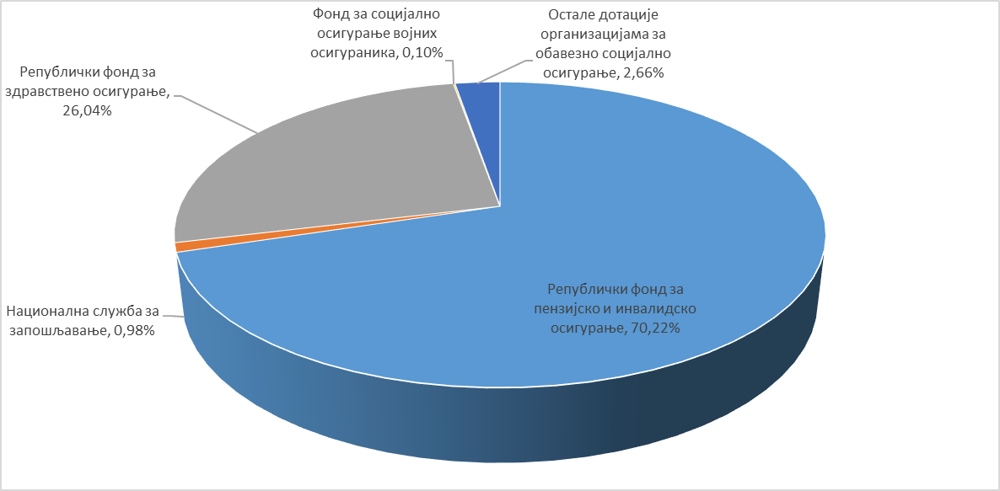 Фонд за социјално
осигурање војних
осигураника, 0,10%
Остале дотације
организацијама за
обавезно социјално
осигурање, 2,66%
Републички фонд за
здравствено осигурање,
26,04%
Републички фонд за
пензијско и инвалидско
осигурање, 70,22%
Национална служба за
запошљавање, 0,98%